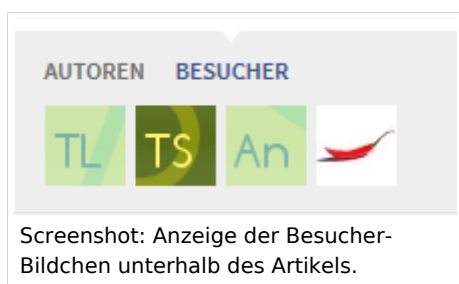 AUTOREN BESUCHER
TL TS An
Screenshot: Anzeige der Besucher-
Bildchen unterhalb des Artikels.